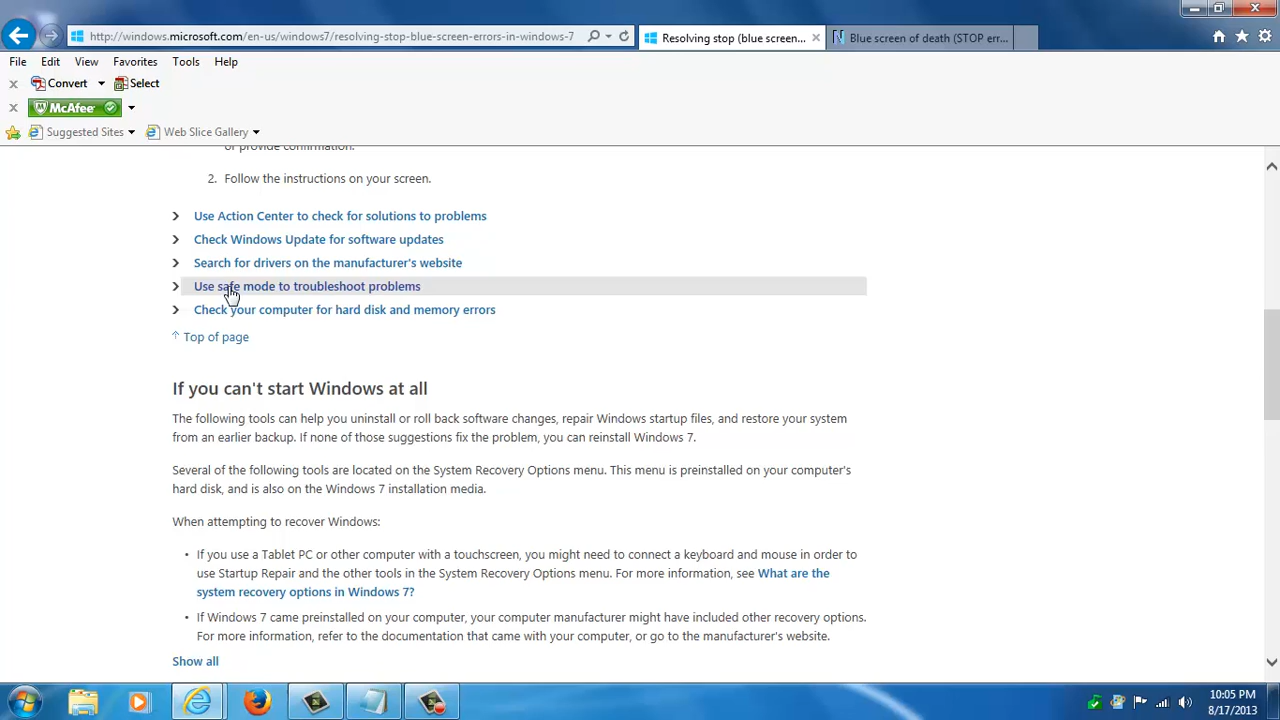 http://windows.microsoft.com/en-us/windows7/resolving-stop-blue-screen-errors-in-windows-7
Resolving stop (blue screen...
Blue screen of death (STOP err...
File Edit View Favorites Tools Help
Convert Select
McAfee
Suggested Sites Web Slice Gallery
or provide confirmation.
2. Follow the instructions on your screen.
Use Action Center to check for solutions to problems
Check Windows Update for software updates
Search for drivers on the manufacturer's website
Use safe mode to troubleshoot problems
Check your computer for hard disk and memory errors
Top of page
If you can't start Windows at all
The following tools can help you uninstall or roll back software changes, repair Windows startup files, and restore your system
from an earlier backup. If none of those suggestions fix the problem, you can reinstall Windows 7.
Several of the following tools are located on the System Recovery Options menu. This menu is preinstalled on your computer's
hard disk, and is also on the Windows 7 installation media.
When attempting to recover Windows:
• If you use a Tablet PC or other computer with a touchscreen, you might need to connect a keyboard and mouse in order to
use Startup Repair and the other tools in the System Recovery Options menu. For more information, see What are the
system recovery options in Windows 7?
• If Windows 7 came preinstalled on your computer, your computer manufacturer might have included other recovery options.
For more information, refer to the documentation that came with your computer, or go to the manufacturer's website.
Show all
10:05 PM
8/17/2013